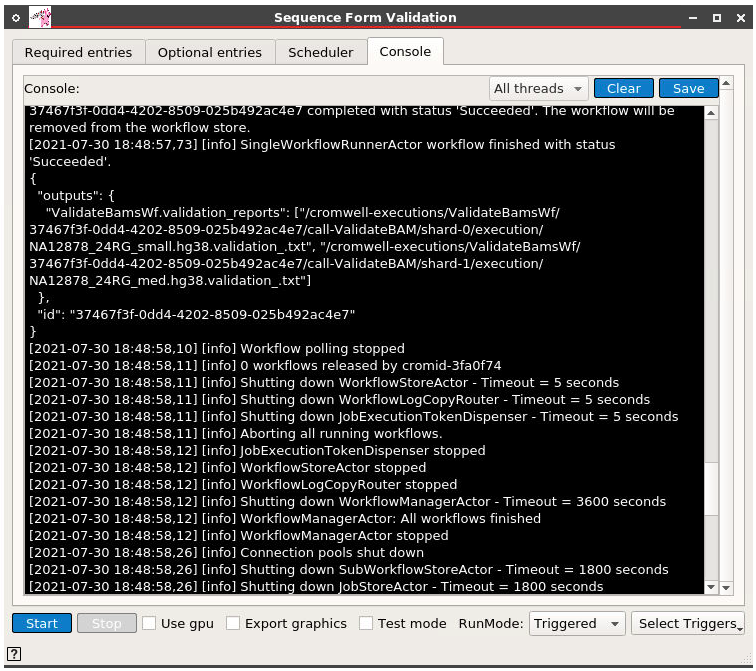 Sequence Form Validation
Required entries
Optional entries
Scheduler
Console
Console:
All threads
Clear
Save
37467f3f-0dd4-4202-8509-025b492ac4e7 completed with status 'Succeeded'. The workflow will be
removed from the workflow store.
[2021-07-30 18:48:57,73] [info] SingleWorkflowRunnerActor workflow finished with status
'Succeeded'.
{
"outputs": {
"ValidateBamsWf.validation_reports": ["/cromwell-executions/ValidateBamsWf/
37467f3f-0dd4-4202-8509-025b492ac4e7/call-ValidateBAM/shard-0/execution/
NA12878_24RG_small.hg38.validation_.txt", "/cromwell-executions/ValidateBamsWf/
37467f3f-0dd4-4202-8509-025b492ac4e7/call-ValidateBAM/shard-1/execution/
NA12878_24RG_med.hg38.validation_.txt"]
},
"id": "37467f3f-0dd4-4202-8509-025b492ac4e7"
}
[2021-07-30 18:48:58,10] [info] Workflow polling stopped
[2021-07-30 18:48:58,11] [info] 0 workflows released by cromid-3fa0f74
[2021-07-30 18:48:58,11] [info] Shutting down WorkflowStoreActor - Timeout = 5 seconds
[2021-07-30 18:48:58,11] [info] Shutting down WorkflowLogCopyRouter - Timeout = 5 seconds
[2021-07-30 18:48:58,11] [info] Shutting down JobExecutionTokenDispenser - Timeout = 5 seconds
[2021-07-30 18:48:58,11] [info] Aborting all running workflows.
[2021-07-30 18:48:58,12] [info] JobExecutionTokenDispenser stopped
[2021-07-30 18:48:58,12] [info] WorkflowStoreActor stopped
[2021-07-30 18:48:58,12] [info] WorkflowLogCopyRouter stopped
[2021-07-30 18:48:58,12] [info] Shutting down WorkflowManagerActor - Timeout = 3600 seconds
[2021-07-30 18:48:58,12] [info] WorkflowManagerActor: All workflows finished
[2021-07-30 18:48:58,12] [info] WorkflowManagerActor stopped
[2021-07-30 18:48:58,26] [info] Connection pools shut down
[2021-07-30 18:48:58,26] [info] Shutting down SubWorkflowStoreActor - Timeout = 1800 seconds
[2021-07-30 18:48:58,26] [info] Shutting down JobStoreActor - Timeout = 1800 seconds
Start
Stop
Use gpu
Export graphics
Test mode
RunMode:
Triggered
Select Triggers
?